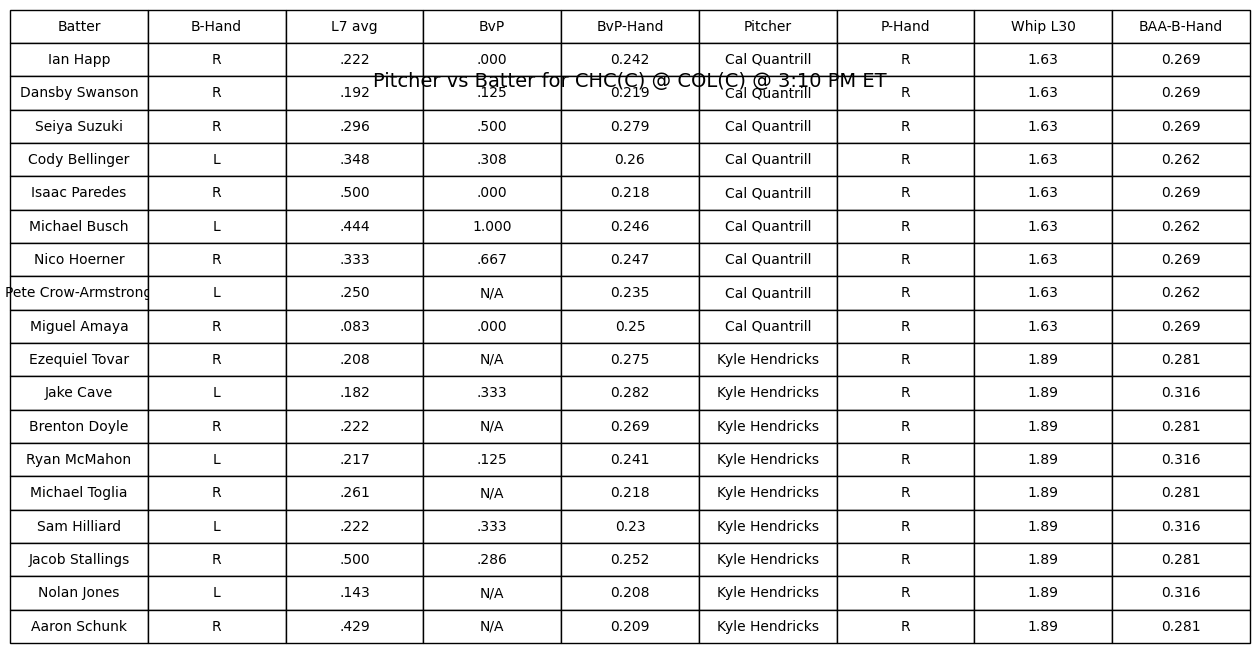 Batter B-Hand L7 avg BvP BvP-Hand Pitcher P-Hand Whip L30 BAA-B-Hand
Ian Happ R .222 .000 0.242 Cal Quantrill R 1.63 0.269
Pitcher vs Batter for CHC(C) @ COL(C) @ 3:10 PM ET
Dansby Swanson R .192 .125 0.219 Cal Quantrill R 1.63 0.269
Seiya Suzuki R .296 .500 0.279 Cal Quantrill R 1.63 0.269
Cody Bellinger L .348 .308 0.26 Cal Quantrill R 1.63 0.262
Isaac Paredes R .500 .000 0.218 Cal Quantrill R 1.63 0.269
Michael Busch L .444 1.000 0.246 Cal Quantrill R 1.63 0.262
Nico Hoerner R .333 .667 0.247 Cal Quantrill R 1.63 0.269
Pete Crow-Armstrong L .250 N/A 0.235 Cal Quantrill R 1.63 0.262
Miguel Amaya R .083 .000 0.25 Cal Quantrill R 1.63 0.269
Ezequiel Tovar R .208 N/A 0.275 Kyle Hendricks R 1.89 0.281
Jake Cave L .182 .333 0.282 Kyle Hendricks R 1.89 0.316
Brenton Doyle R .222 N/A 0.269 Kyle Hendricks R 1.89 0.281
Ryan McMahon L .217 .125 0.241 Kyle Hendricks R 1.89 0.316
Michael Toglia R .261 N/A 0.218 Kyle Hendricks R 1.89 0.281
Sam Hilliard L .222 .333 0.23 Kyle Hendricks R 1.89 0.316
Jacob Stallings R .500 .286 0.252 Kyle Hendricks R 1.89 0.281
Nolan Jones L .143 N/A 0.208 Kyle Hendricks R 1.89 0.316
Aaron Schunk R .429 N/A 0.209 Kyle Hendricks R 1.89 0.281